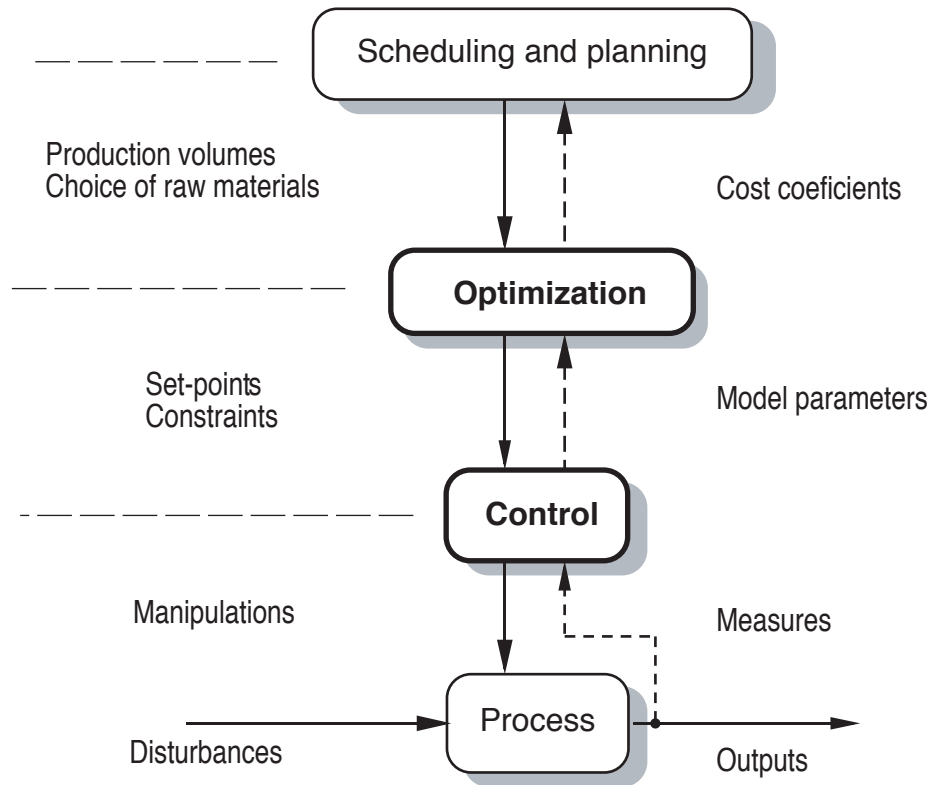 Scheduling and planning
Production volumes
Choice of raw materials
Cost coeficients
Optimization
Set-points
Constraints
Model parameters
Control
Manipulations
Measures
Process
Disturbances
Outputs